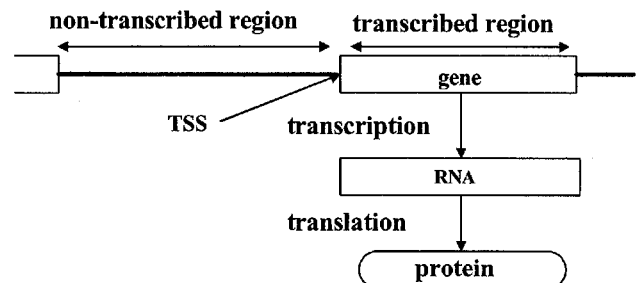 non-transcribed region
transcribed region
gene
TSS
transcription
RNA
translation
protein